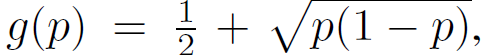 g(p) = 1/2 + √p(1 − p),